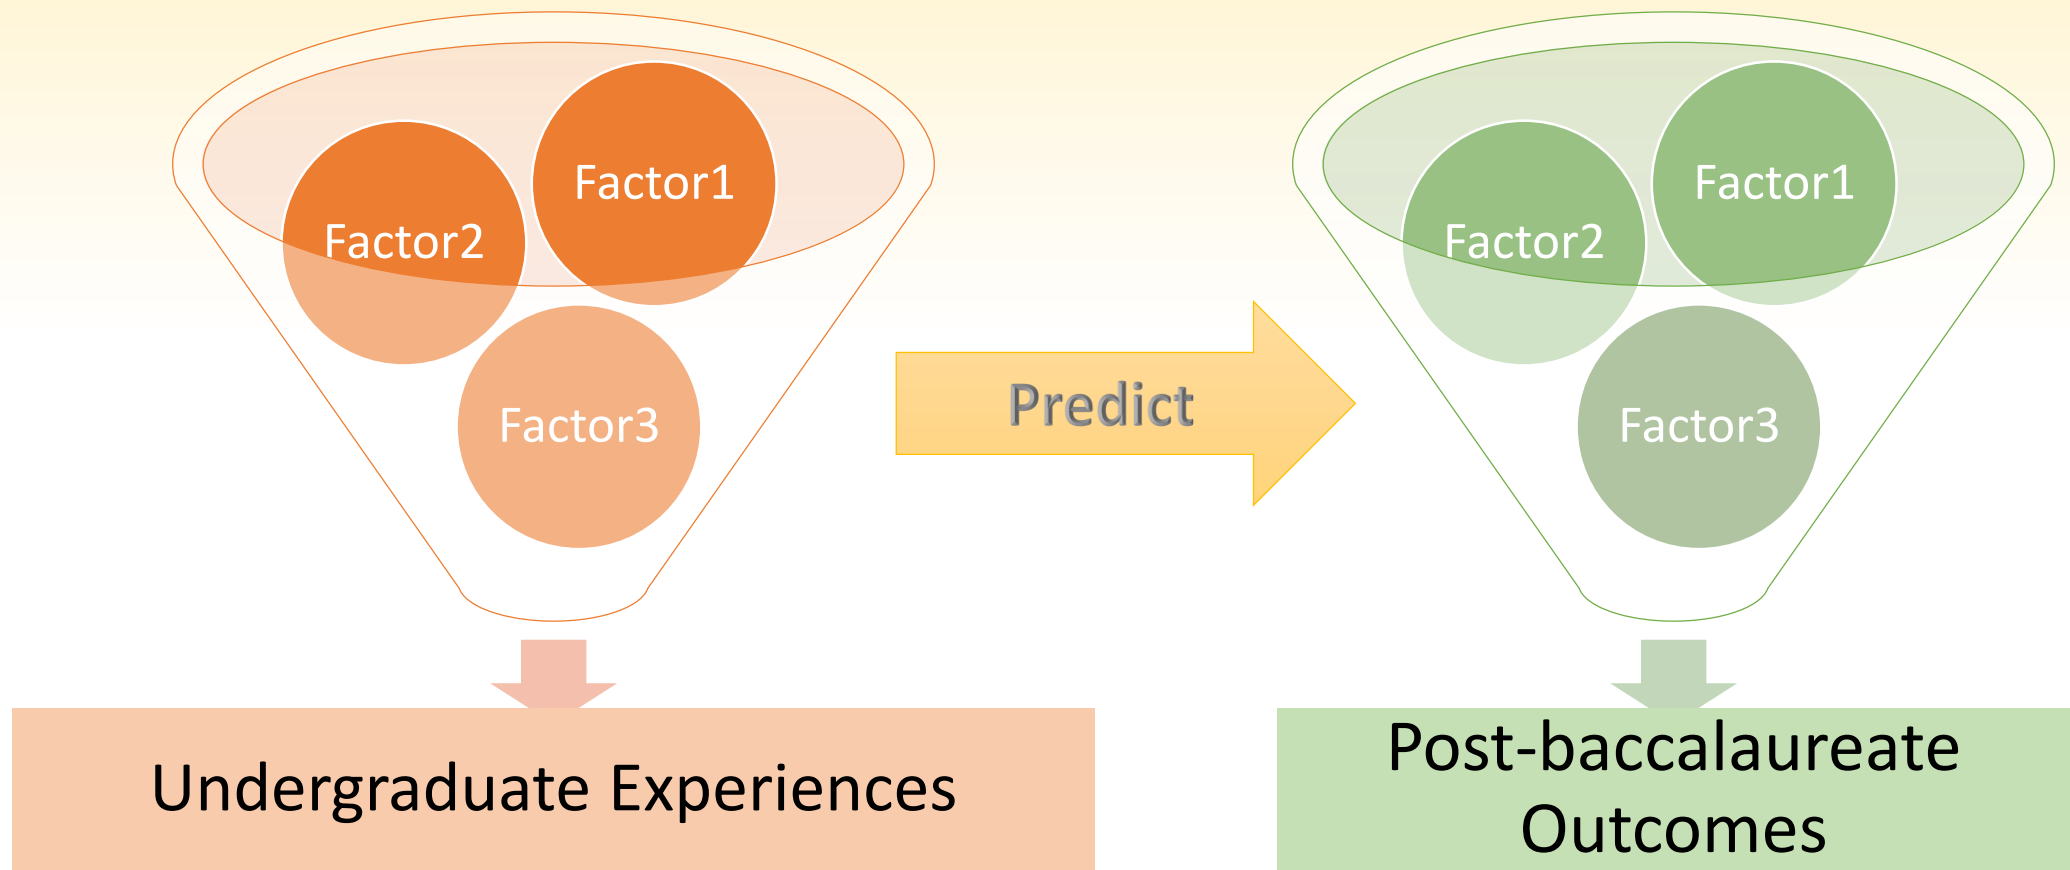 Factor1
Factor2
Factor3
Undergraduate Experiences
Predict
Factor1
Factor2
Factor3
Post-baccalaureate
Outcomes